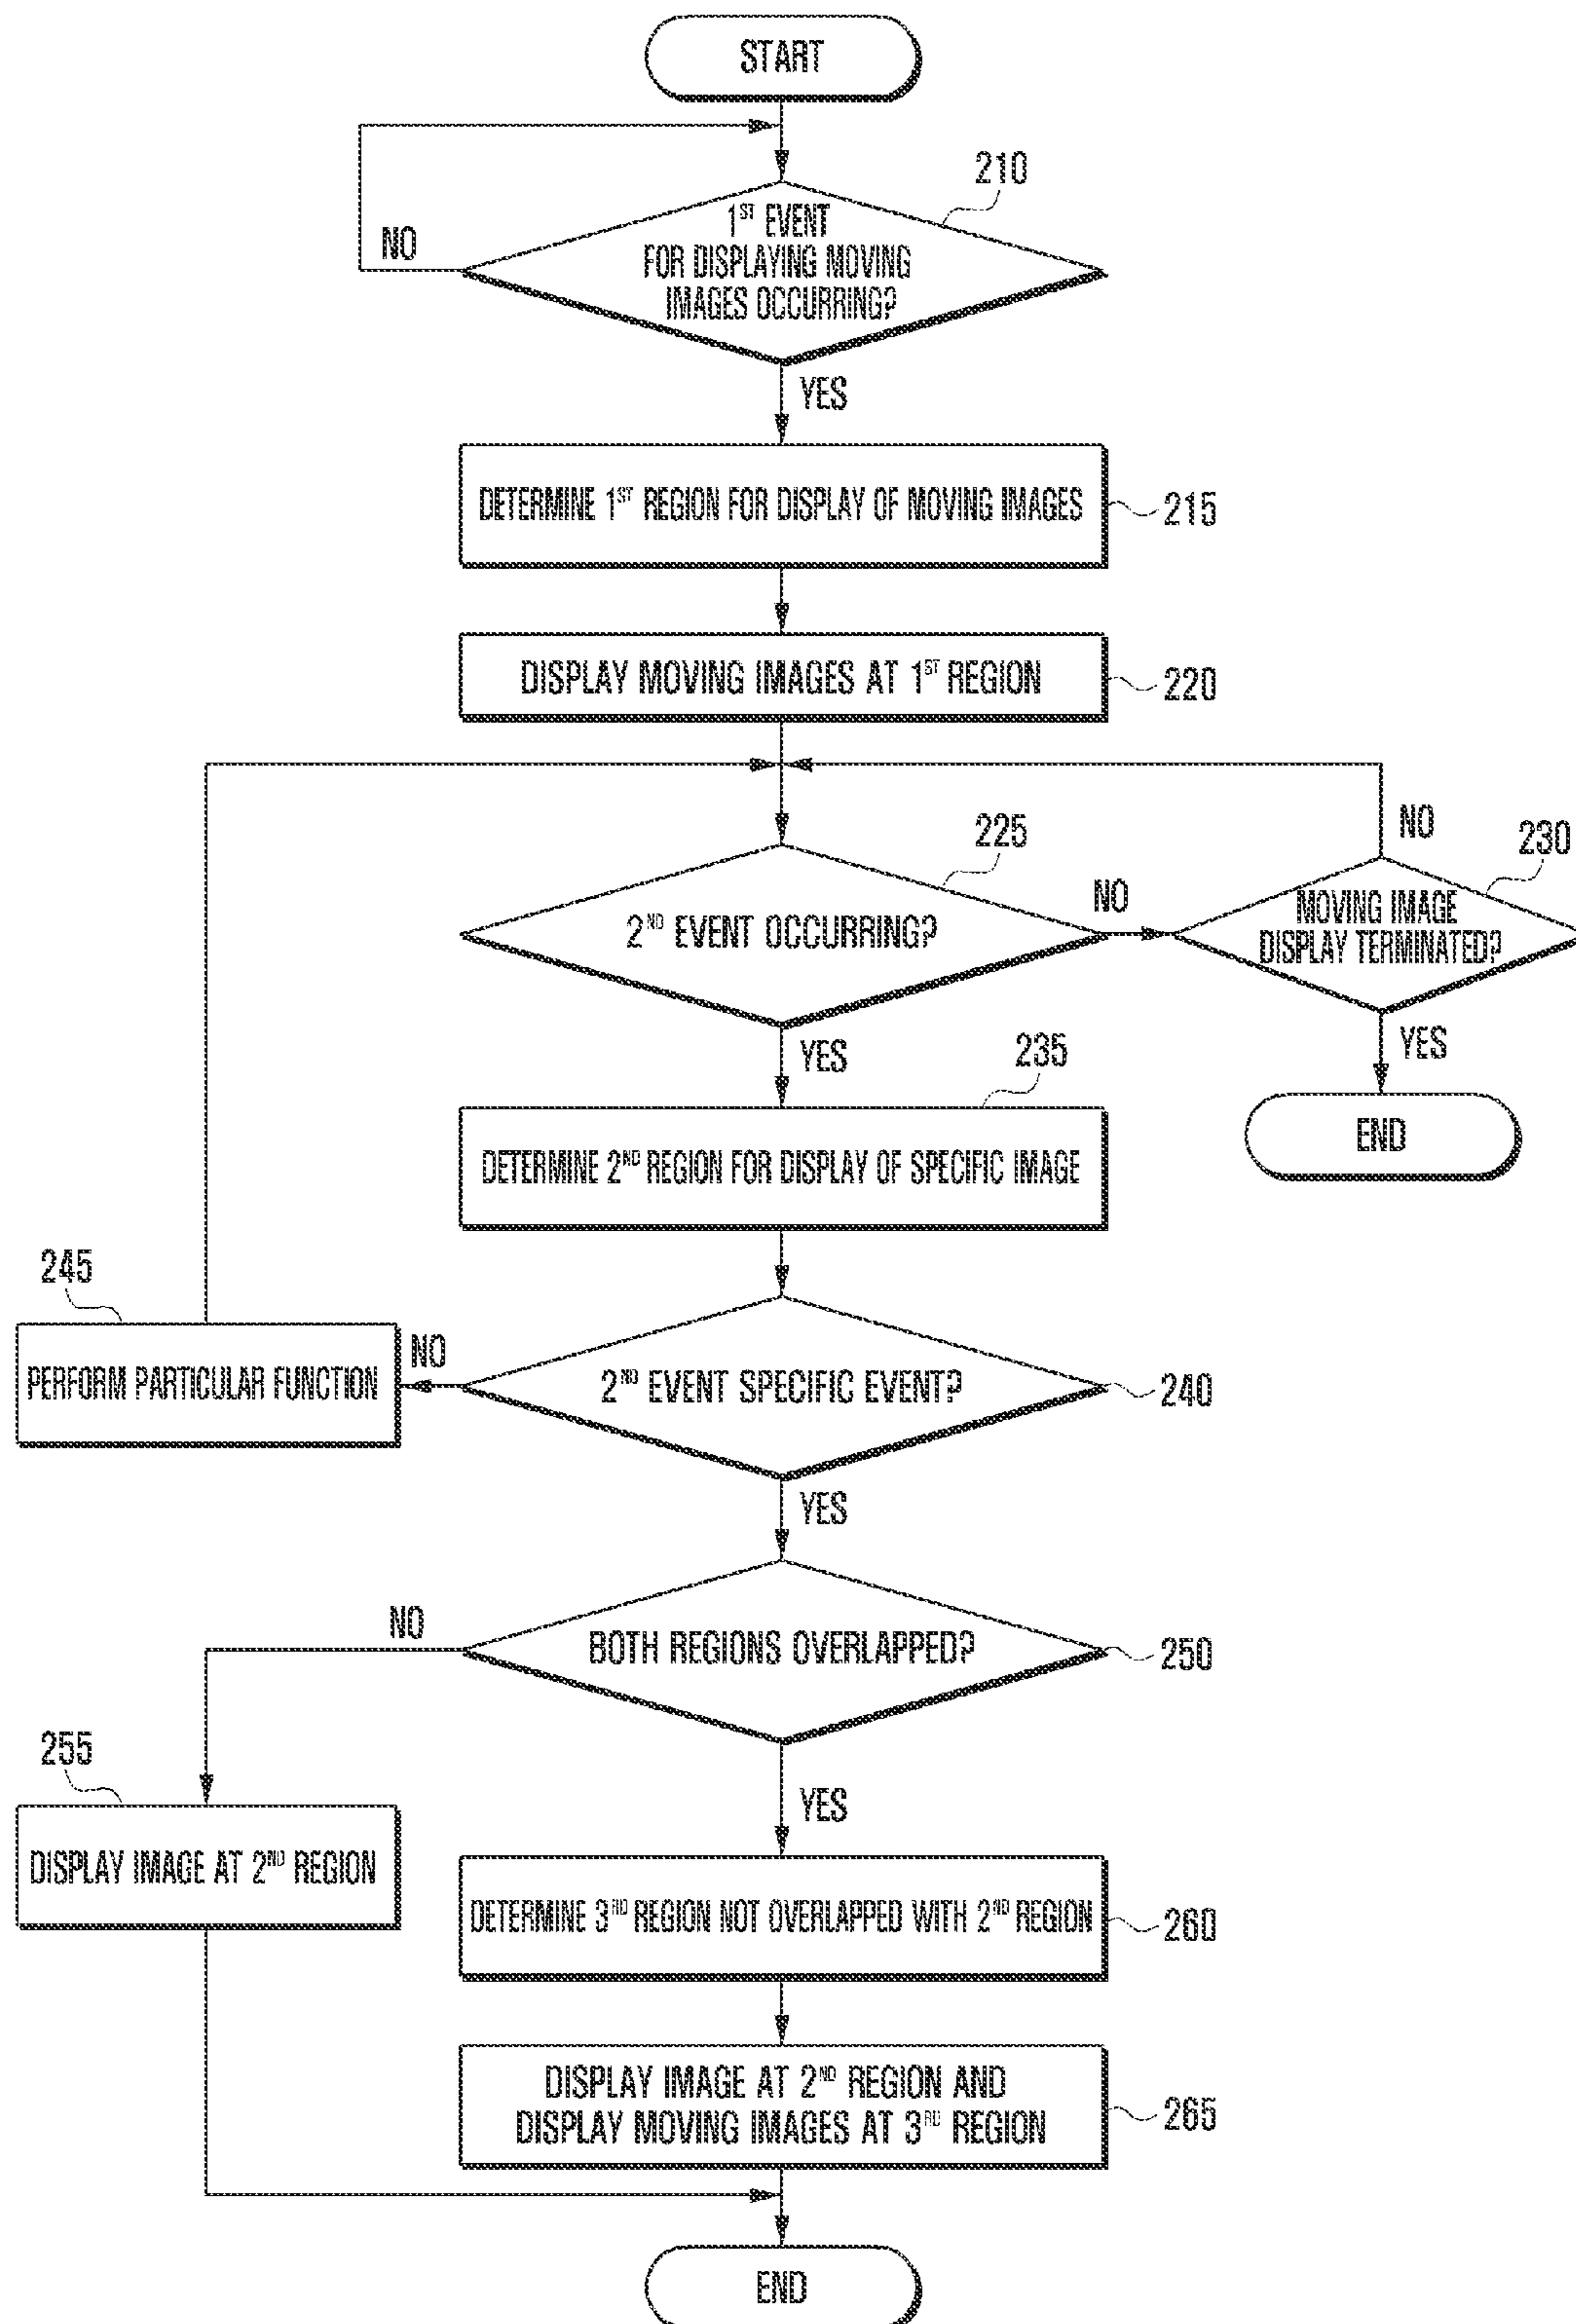 START
210
1ST EVENT
FOR DISPLAYING MOVING
IMAGES OCCURRING?
NO
YES
DETERMINE 1ST REGION FOR DISPLAY OF MOVING IMAGES
215
DISPLAY MOVING IMAGES AT 1ST REGION
220
225
2ND EVENT OCCURRING?
NO
NO
230
MOVING IMAGE
DISPLAY TERMINATED?
YES
END
YES
235
DETERMINE 2ND REGION FOR DISPLAY OF SPECIFIC IMAGE
245
PERFORM PARTICULAR FUNCTION
NO
2ND EVENT SPECIFIC EVENT?
240
YES
NO
BOTH REGIONS OVERLAPPED?
250
255
DISPLAY IMAGE AT 2ND REGION
YES
DETERMINE 3RD REGION NOT OVERLAPPED WITH 2ND REGION
260
DISPLAY IMAGE AT 2ND REGION AND
DISPLAY MOVING IMAGES AT 3RD REGION
265
END